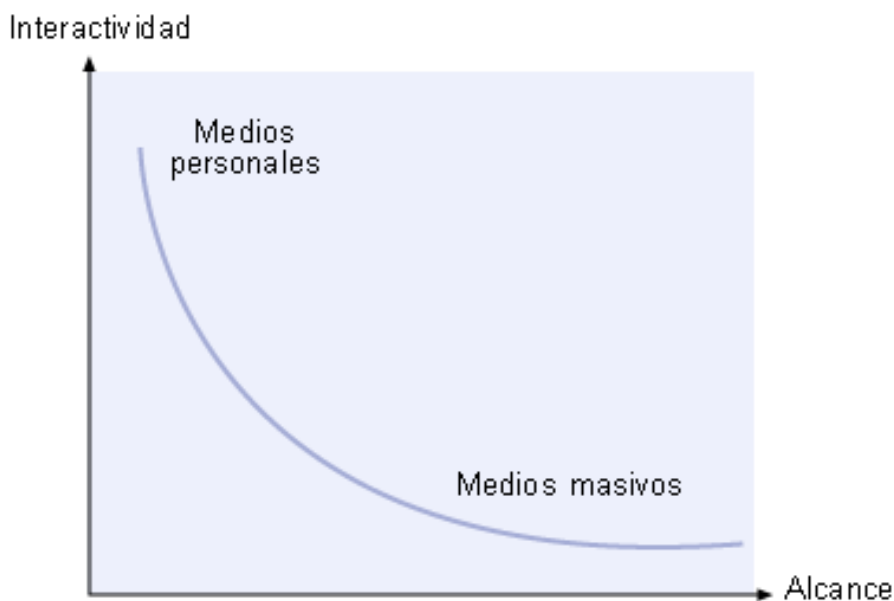 Interactividad
Medios
personales
Medios masivos
Alcance